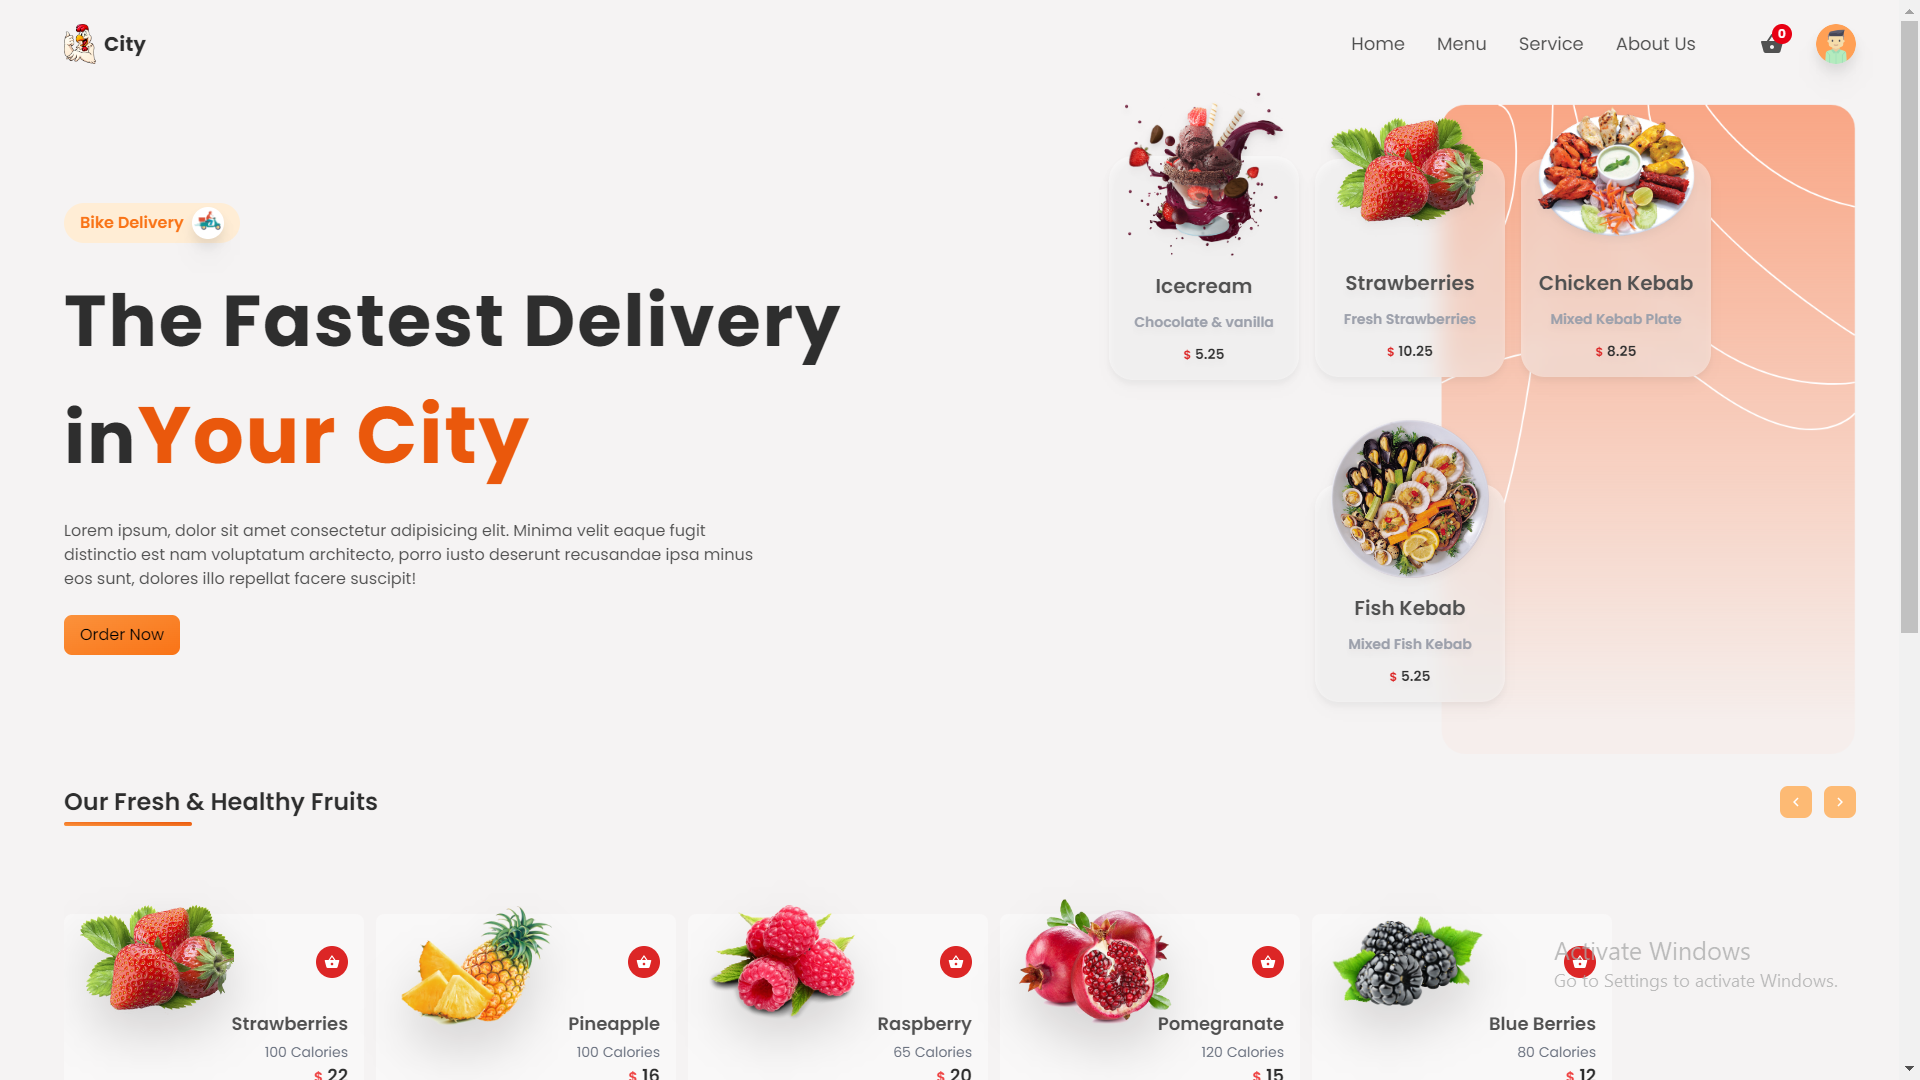 City
Home
Menu
Service
About Us
0
Bike Delivery
The Fastest Delivery
inYour City
Lorem ipsum, dolor sit amet consectetur adipisicing elit. Minima velit eaque fugit
distinctio est nam voluptatum architecto, porro iusto deserunt recusandae ipsa minus
eos sunt, dolores illo repellat facere suscipit!
Order Now
Icecream
Chocolate & vanilla
$ 5.25
Strawberries
Fresh Strawberries
$ 10.25
Chicken Kebab
Mixed Kebab Plate
$ 8.25
Fish Kebab
Mixed Fish Kebab
$ 5.25
Our Fresh & Healthy Fruits
Strawberries
100 Calories
$ 22
Pineapple
100 Calories
$ 16
Raspberry
65 Calories
$ 20
Pomegranate
120 Calories
$ 15
Blue Berries
80 Calories
$ 12
Activate Windows
Go to Settings to activate Windows.